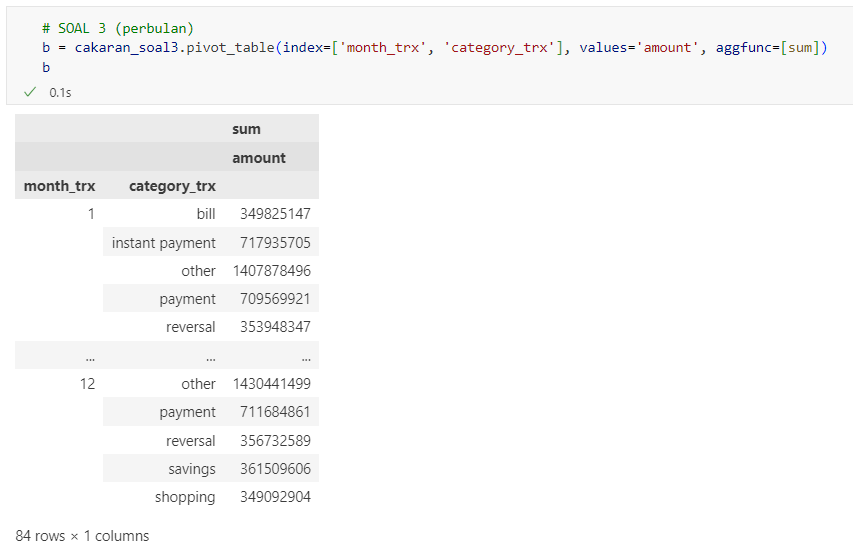 # SOAL 3 (perbulan)
b = cakaran_soal3.pivot_table(index=['month_trx', 'category_trx'], values='amount', aggfunc=[sum])
b
✓ 0.1s
sum
amount
month_trx category_trx
1 bill 349825147
instant payment 717935705
other 1407878496
payment 709569921
reversal 353948347
... ... ...
12 other 1430441499
payment 711684861
reversal 356732589
savings 361509606
shopping 349092904
84 rows × 1 columns